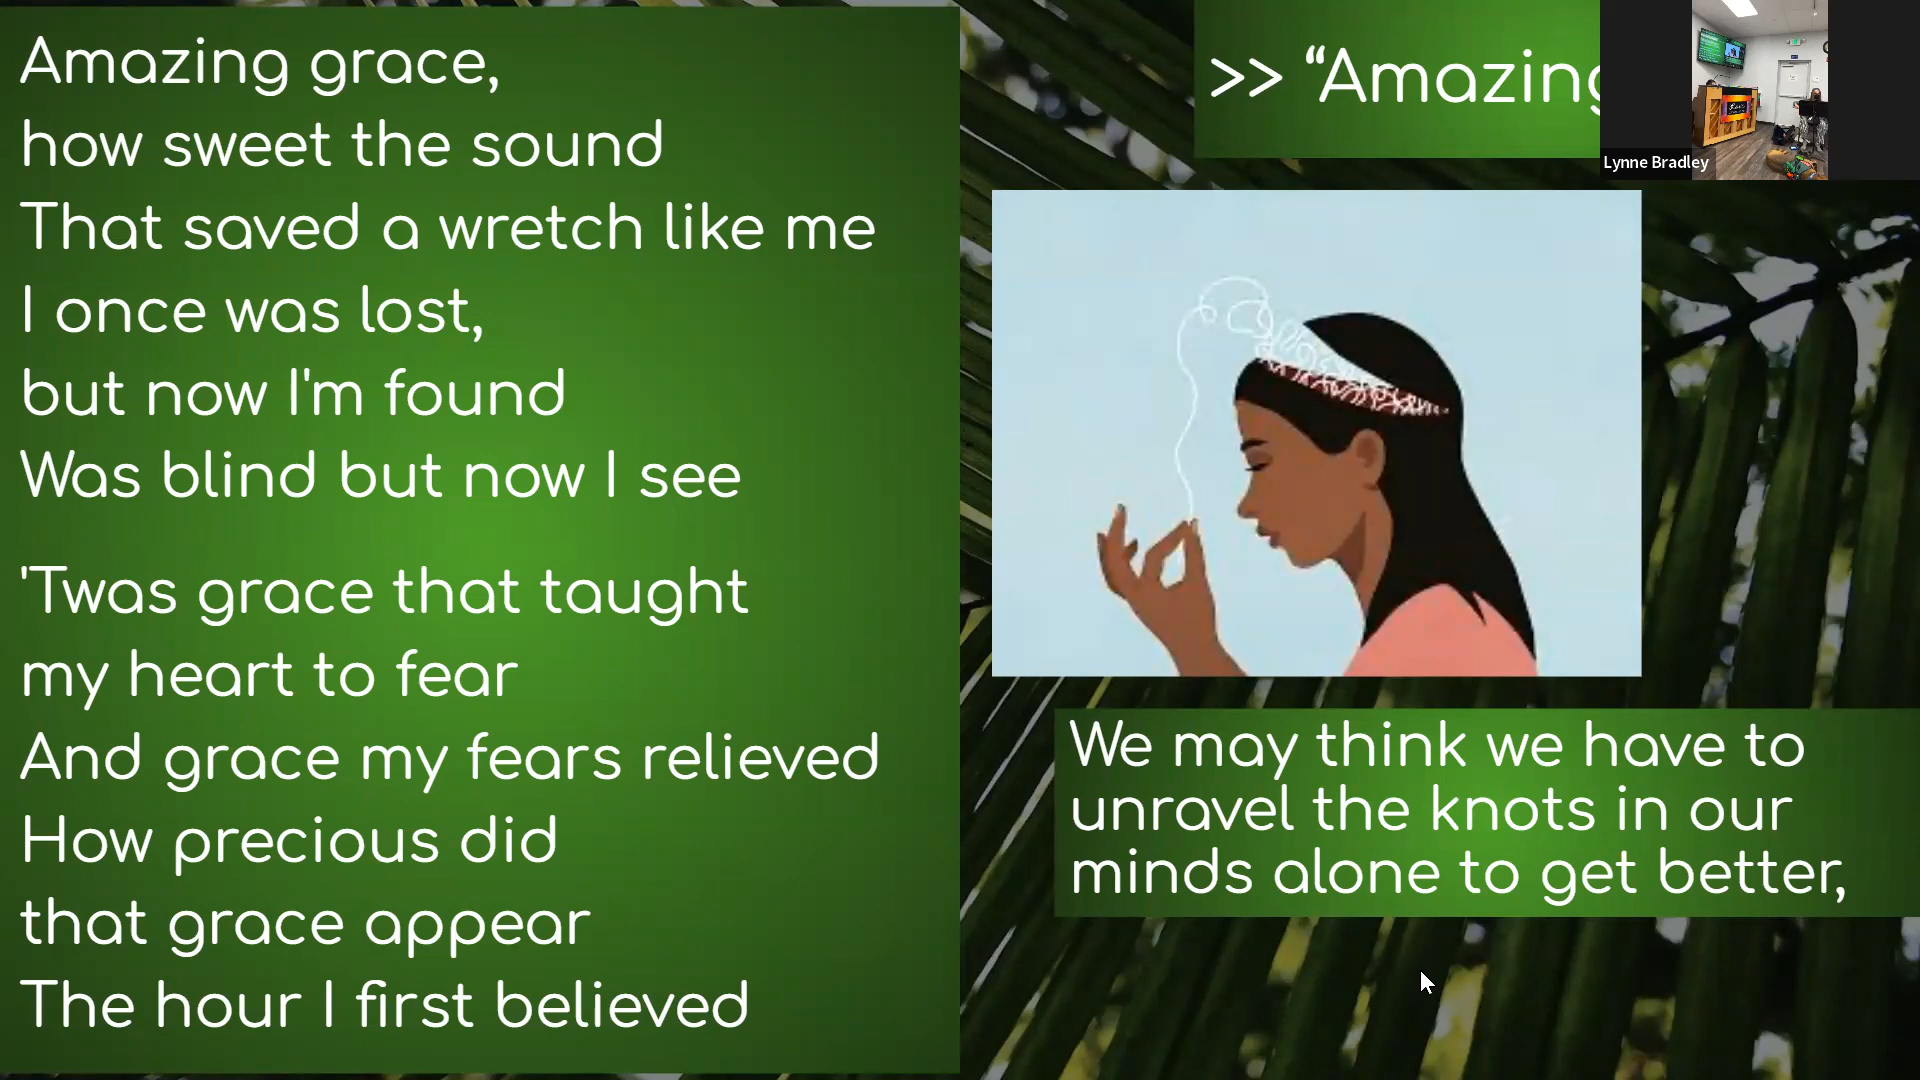 Amazing grace,
how sweet the sound
That saved a wretch like me
I once was lost,
but now I'm found
Was blind but now I see
'Twas grace that taught
my heart to fear
And grace my fears relieved
How precious did
that grace appear
The hour I first believed
>> “Amazing
Lynne Bradley
We may think we have to
unravel the knots in our
minds alone to get better,